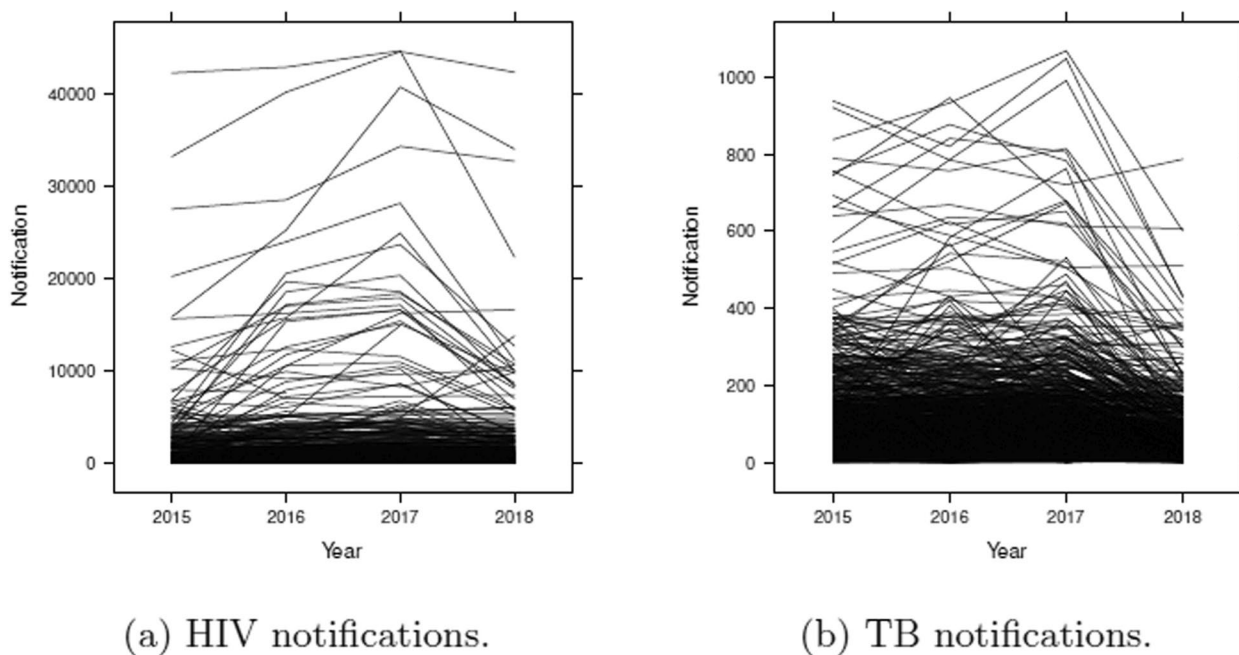 40000
30000
20000
10000
0
Notification
2015 2016 2017 2018
Year
(a) HIV notifications.
1000
800
600
400
200
0
Notification
2015 2016 2017 2018
Year
(b) TB notifications.